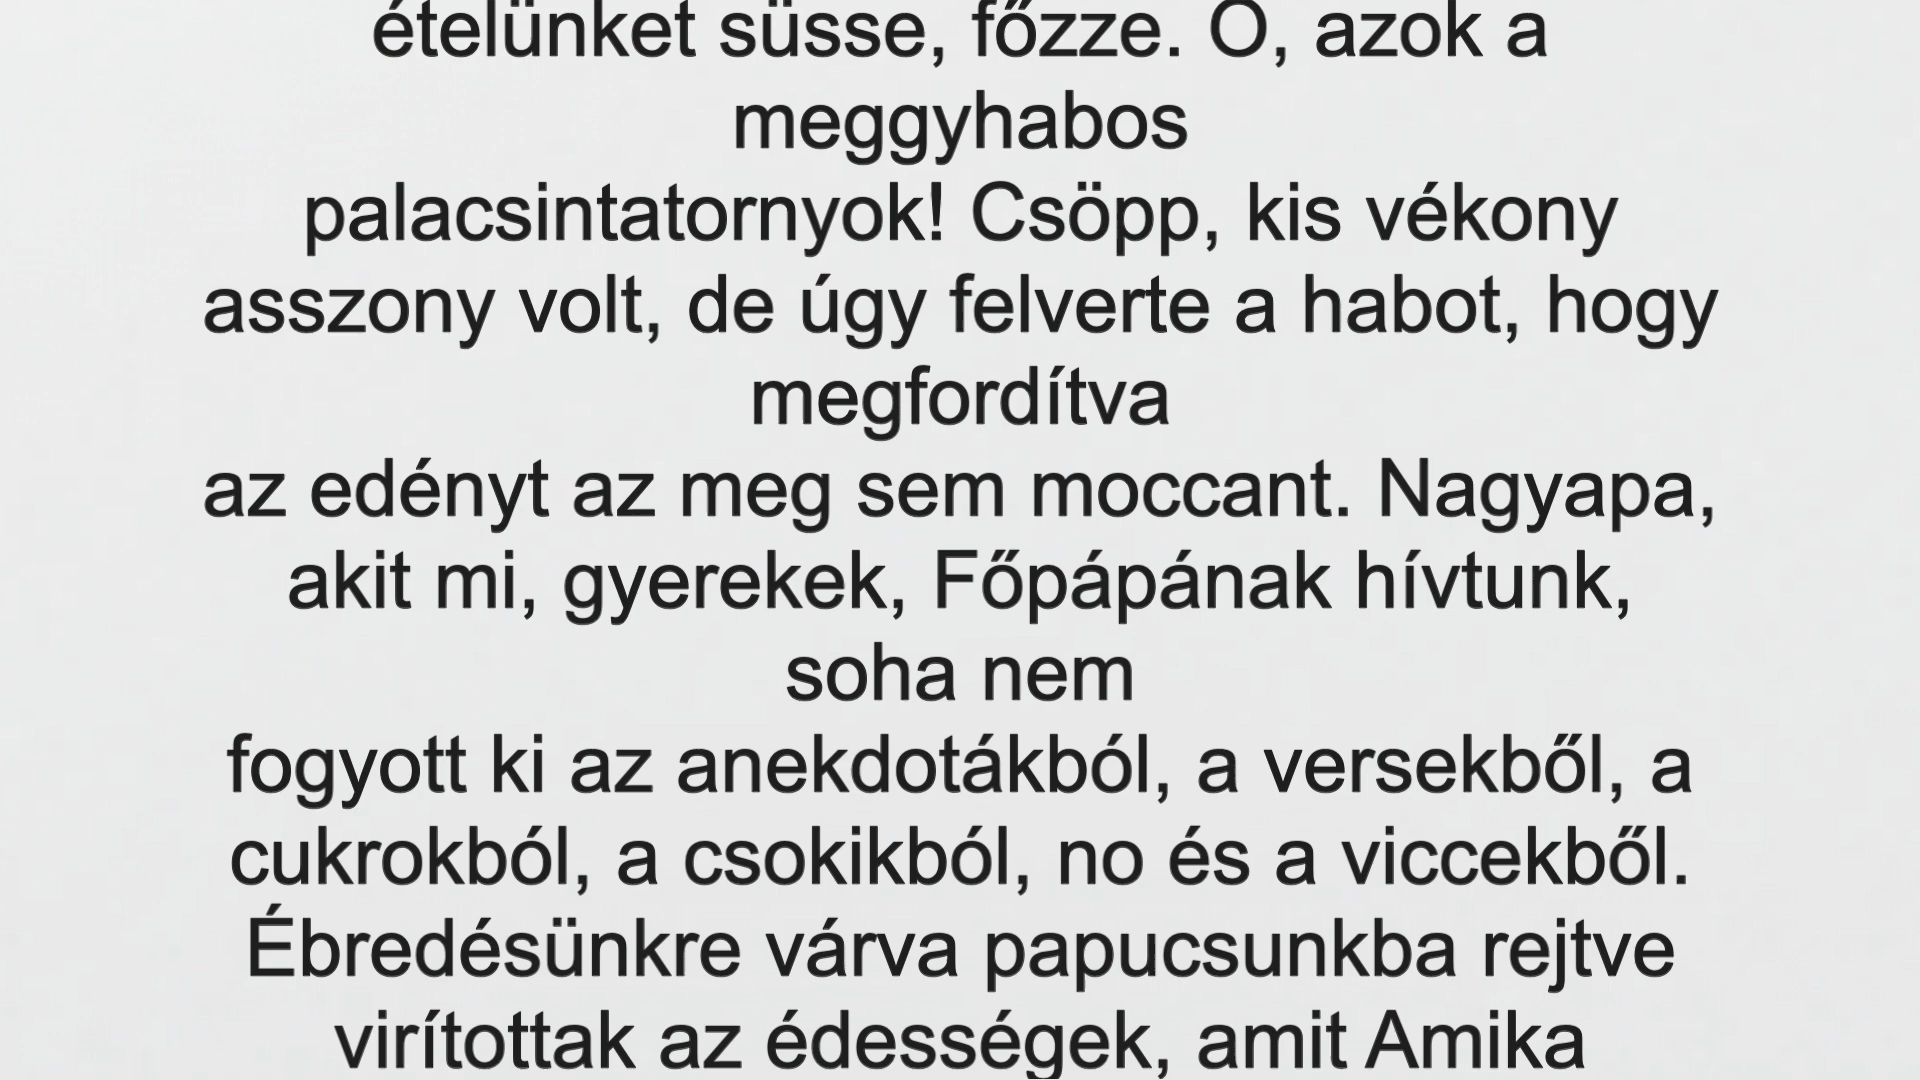 ételünket süsse, főzze. Ó, azok a
meggyhabos
palacsintatornyok! Csöpp, kis vékony
asszony volt, de úgy felverte a habot, hogy
megfordítva
az edényt az meg sem moccant. Nagyapa,
akit mi, gyerekek, Főpápának hívtunk,
soha nem
fogyott ki az anekdotákból, a versekből, a
cukrokból, a csokikból, no és a viccekből.
Ébredésünkre várva papucsunkba rejtve
virítottak az édességek, amit Amika